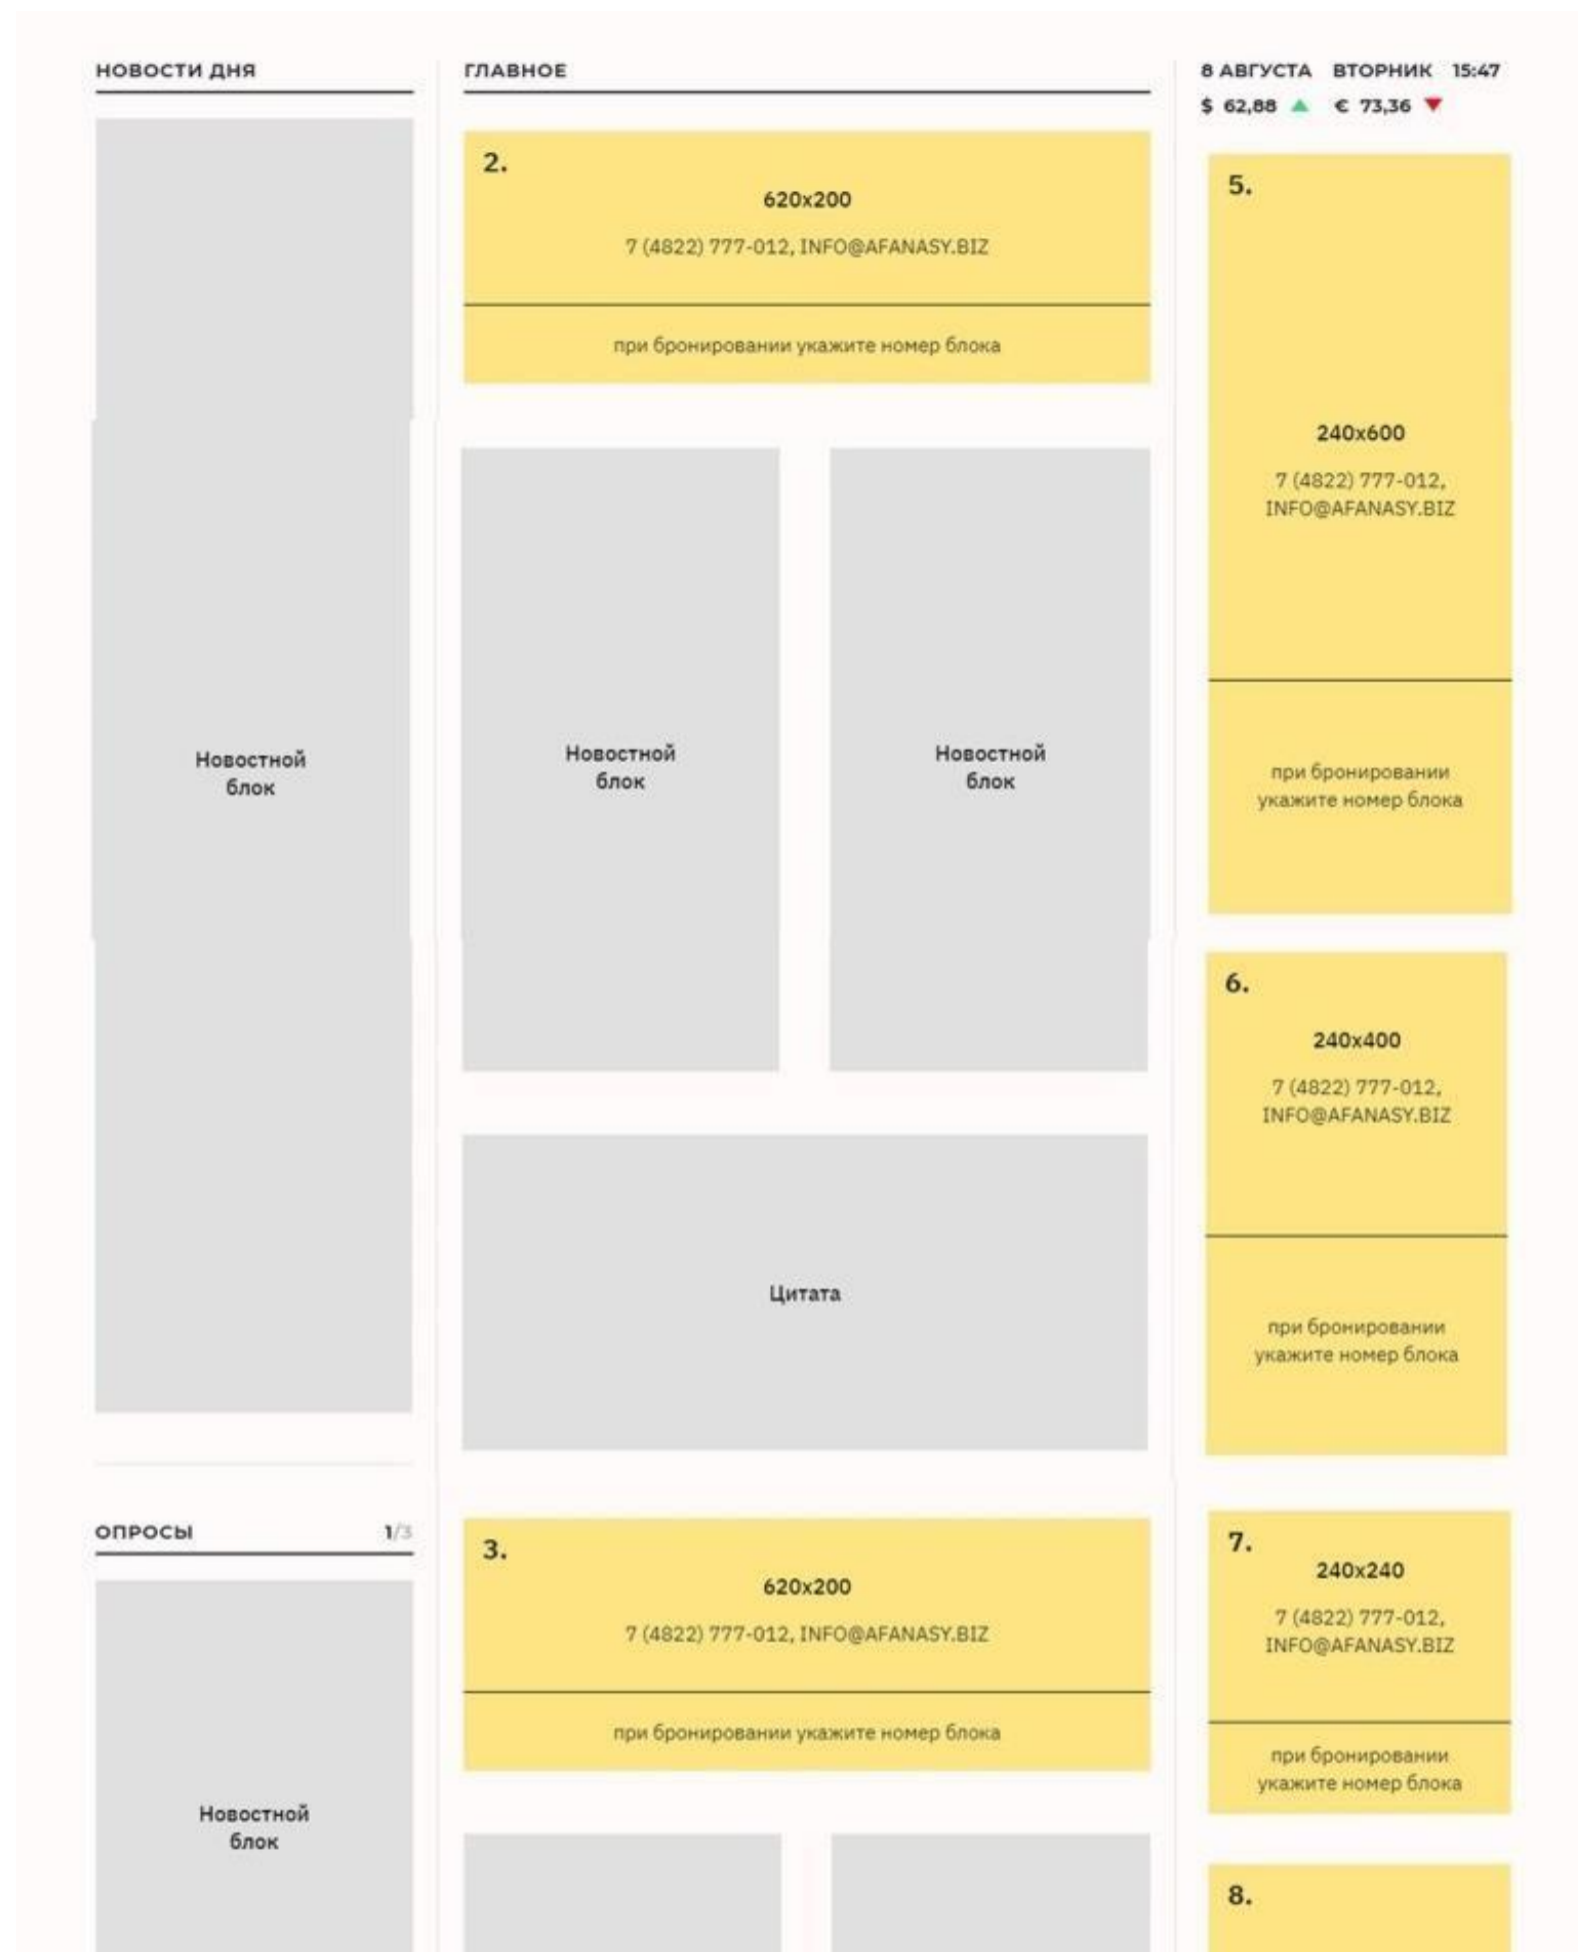 НОВОСТИ ДНЯ
Новостной
блок
ОПРОСЫ 1/3
Новостной
блок
ГЛАВНОЕ
2.
620x200
7 (4822) 777-012, INFO@AFANASY.BIZ
при бронировании укажите номер блока
Новостной
блок
Новостной
блок
Цитата
3.
620x200
7 (4822) 777-012, INFO@AFANASY.BIZ
при бронировании укажите номер блока
8 АВГУСТА ВТОРНИК 15:47
$ 62,88 ▲ € 73,36 ▼
5.
240x600
7 (4822) 777-012,
INFO@AFANASY.BIZ
при бронировании
укажите номер блока
6.
240x400
7 (4822) 777-012,
INFO@AFANASY.BIZ
при бронировании
укажите номер блока
7.
240x240
7 (4822) 777-012,
INFO@AFANASY.BIZ
при бронировании
укажите номер блока
8.